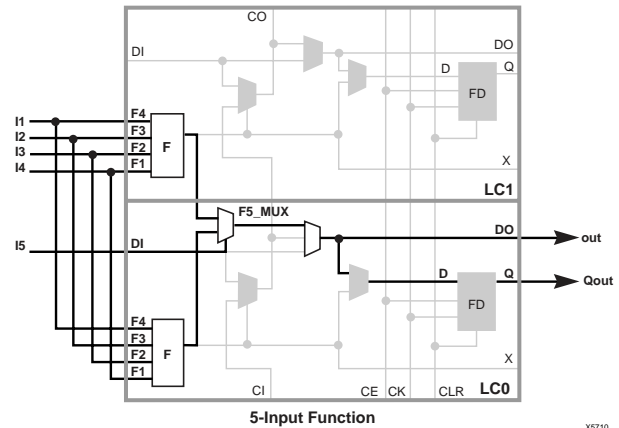 CO
DI
DO
D
Q
FD
I1
I2
I3
I4
F4
F3
F2
F1
F
X
LC1
F5_MUX
I5
DI
DO
out
D
Q
Qout
FD
F4
F3
F2
F1
F
X
CI
CE
CK
CLR
LC0
5-Input Function
X5710